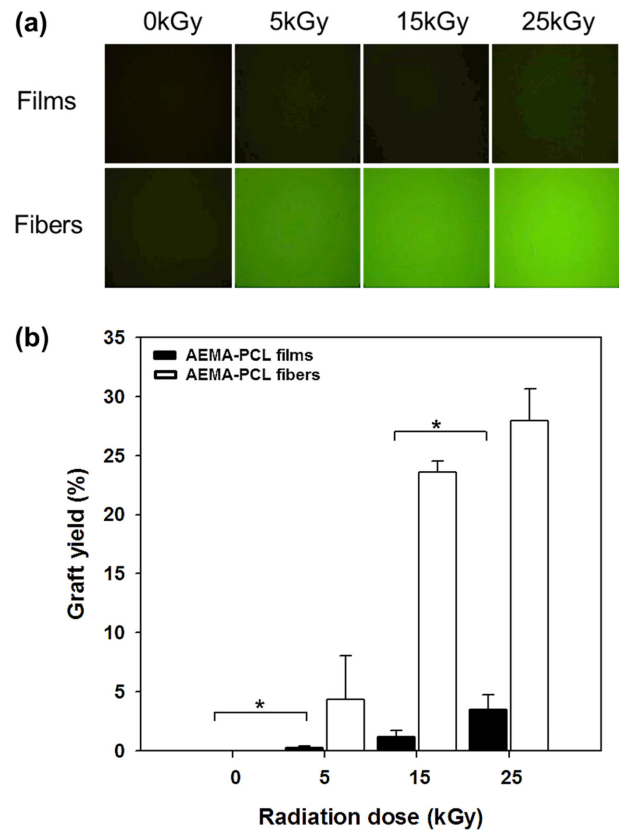 (a)
0kGy 5kGy 15kGy 25kGy
Films
Fibers
(b)
35
30
25
20
15
10
5
0
Graft yield (%)
AEMA-PCL films
AEMA-PCL fibers
*
*
0 5 15 25
Radiation dose (kGy)